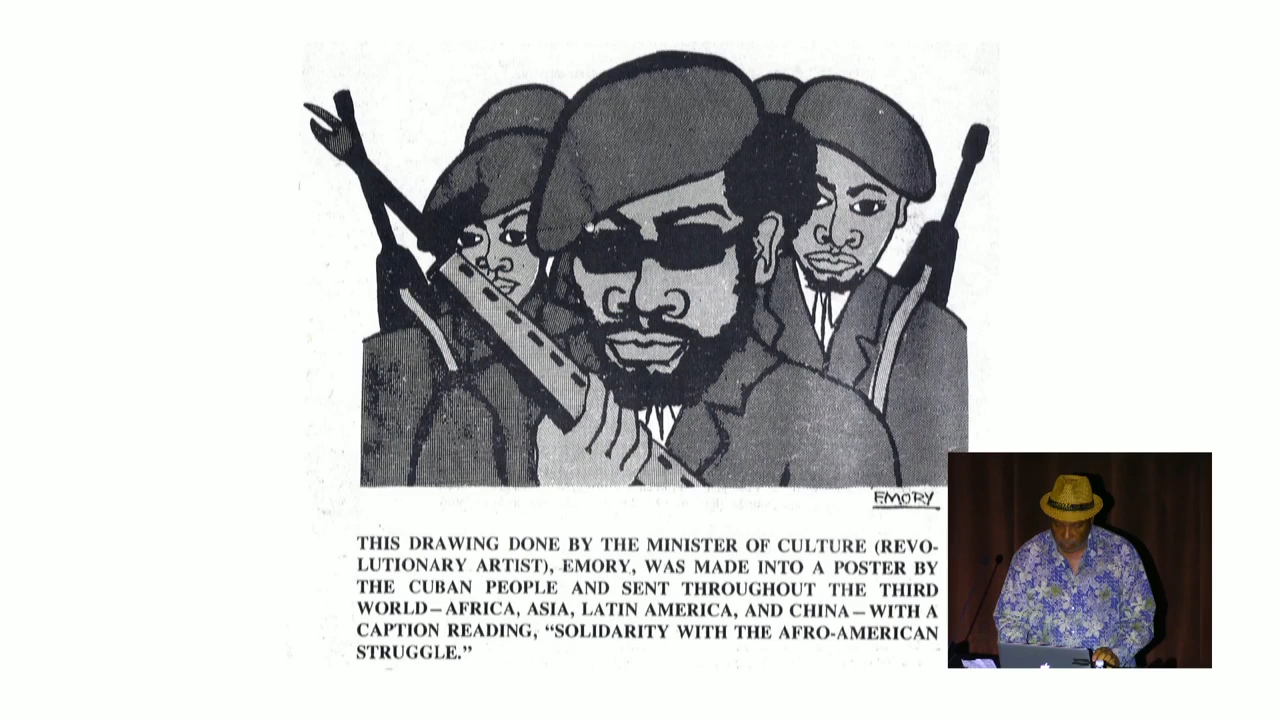 EMORY
THIS DRAWING DONE BY THE MINISTER OF CULTURE (REVO-
LUTIONARY ARTIST), EMORY, WAS MADE INTO A POSTER BY
THE CUBAN PEOPLE AND SENT THROUGHOUT THE THIRD
WORLD—AFRICA, ASIA, LATIN AMERICA, AND CHINA—WITH A
CAPTION READING, “SOLIDARITY WITH THE AFRO-AMERICAN
STRUGGLE.”